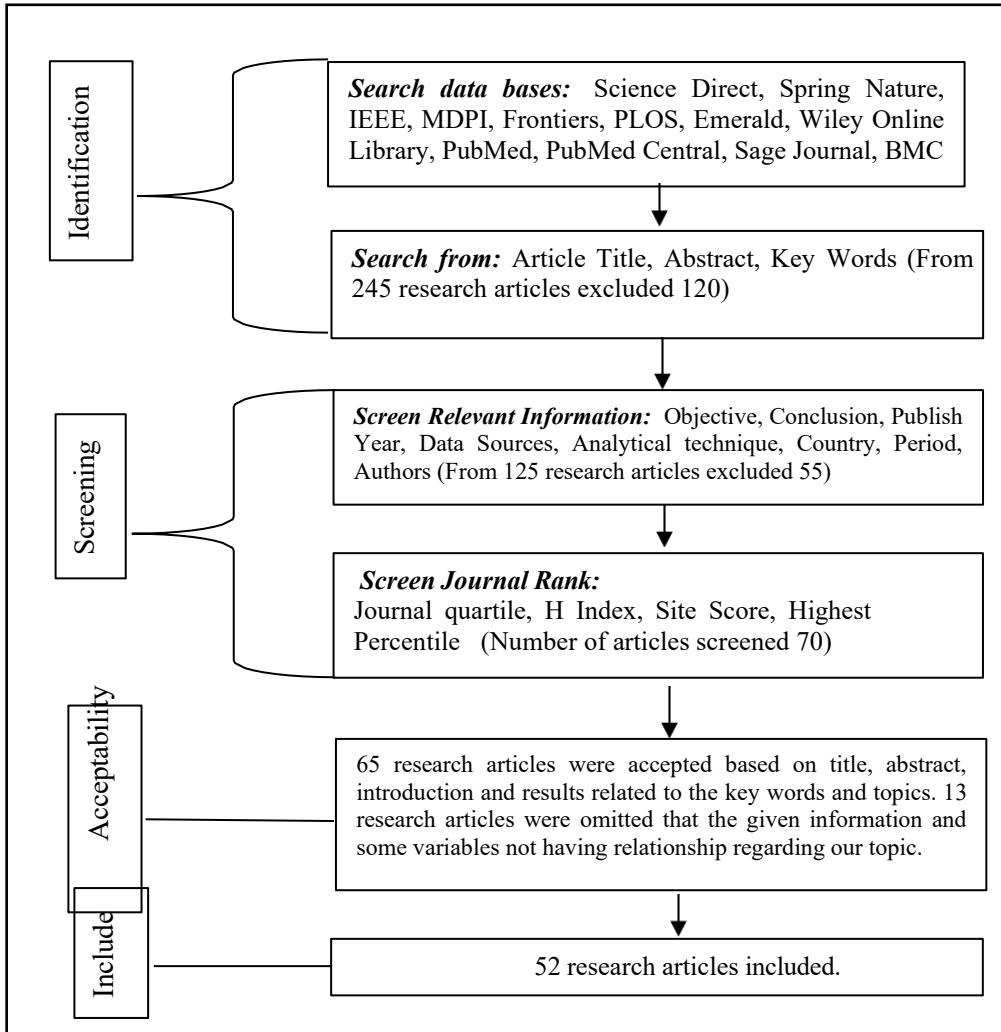 Identification
Search data bases: Science Direct, Spring Nature,
IEEE, MDPI, Frontiers, PLOS, Emerald, Wiley Online
Library, PubMed, PubMed Central, Sage Journal, BMC
Search from: Article Title, Abstract, Key Words (From
245 research articles excluded 120)
Screening
Screen Relevant Information: Objective, Conclusion, Publish
Year, Data Sources, Analytical technique, Country, Period,
Authors (From 125 research articles excluded 55)
Screen Journal Rank:
Journal quartile, H Index, Site Score, Highest
Percentile (Number of articles screened 70)
Acceptability
65 research articles were accepted based on title, abstract,
introduction and results related to the key words and topics. 13
research articles were omitted that the given information and
some variables not having relationship regarding our topic.
Include
52 research articles included.